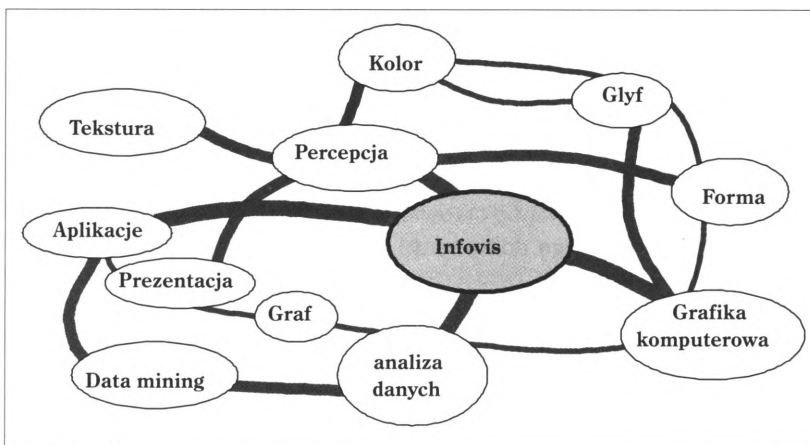 Kolor
Glyf
Tekstura
Percepcja
Forma
Aplikacje
Infovis
Prezentacja
Graf
Grafika
komputerowa
analiza
danych
Data mining